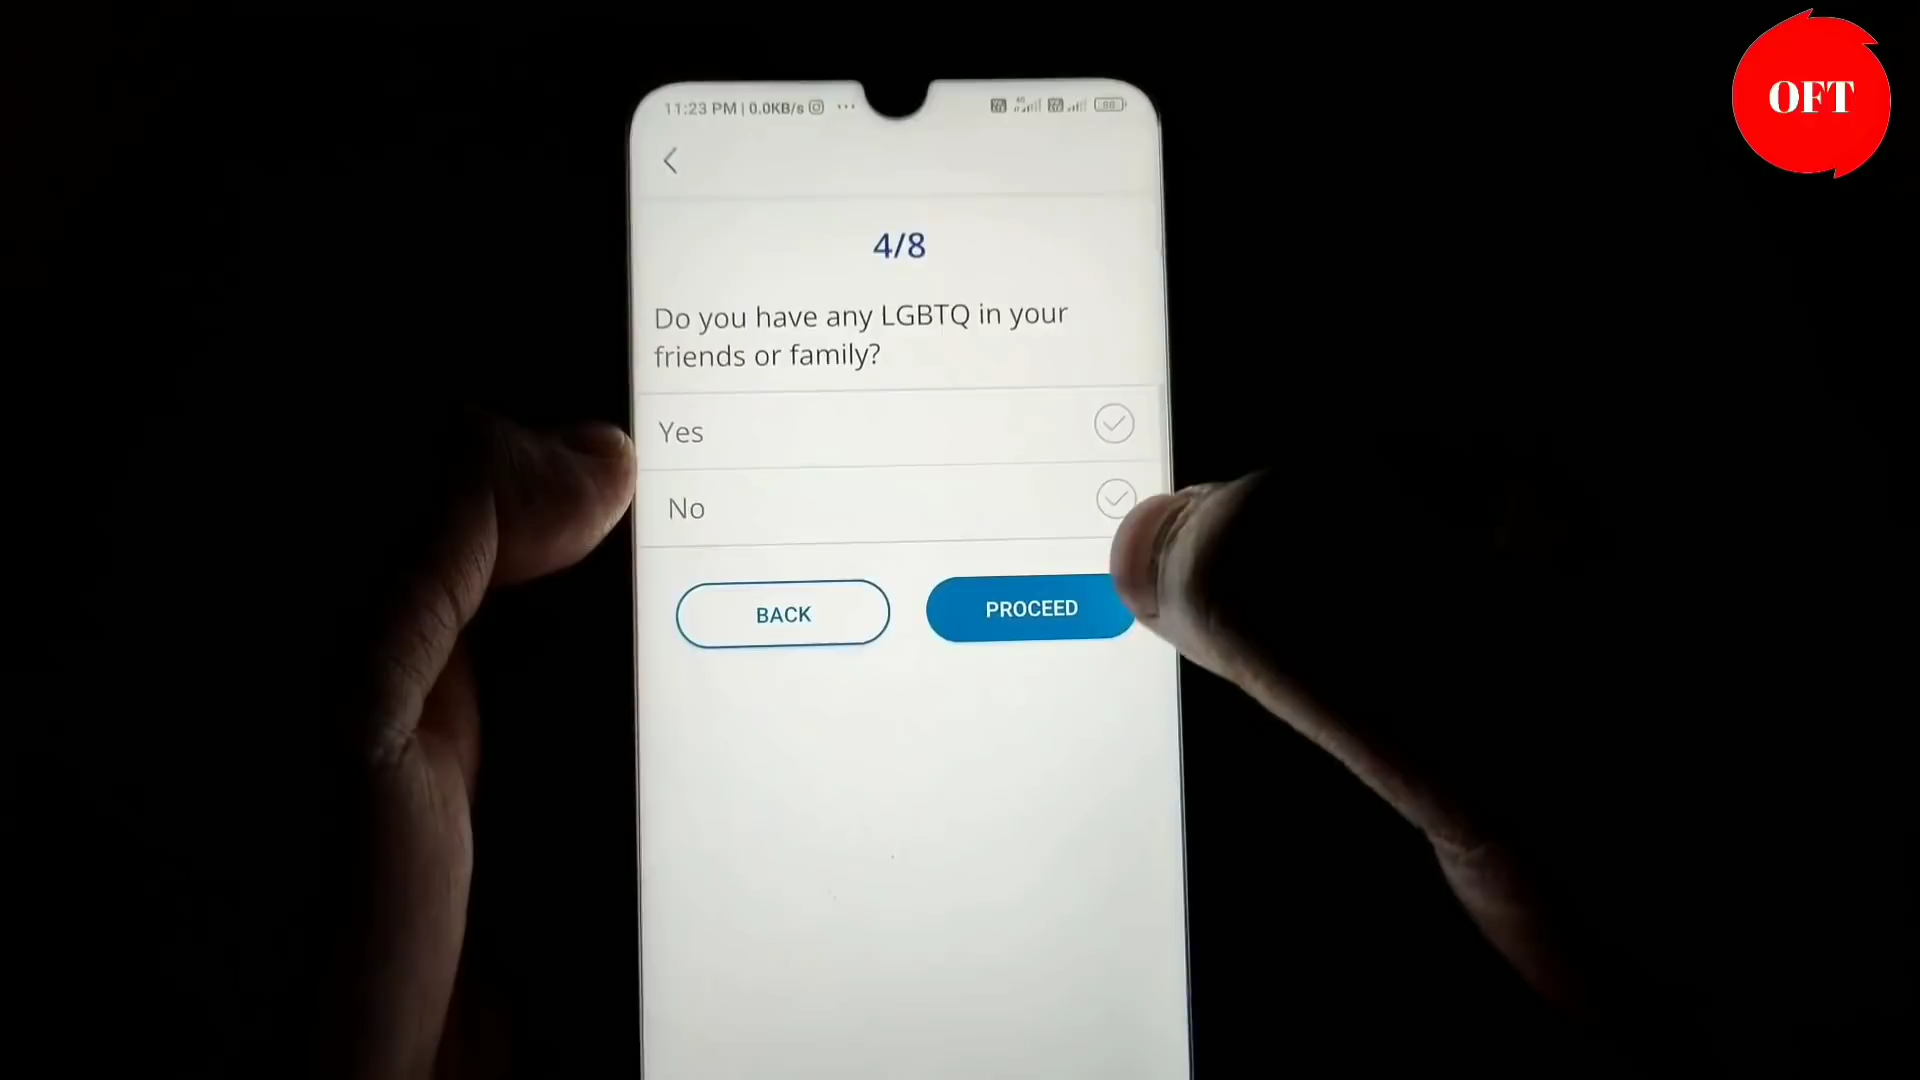 OFT
11:23 PM | 0.0KB/s ...
4/8
Do you have any LGBTQ in your
friends or family?
Yes
No
BACK
PROCEED